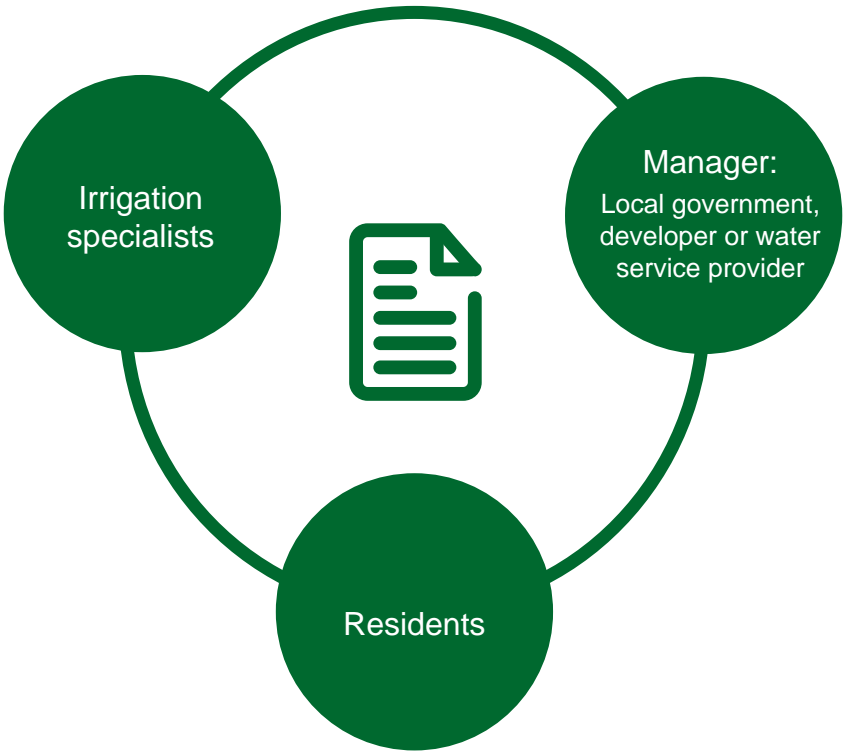 Irrigation
specialists
Manager:
Local government,
developer or water
service provider
Residents